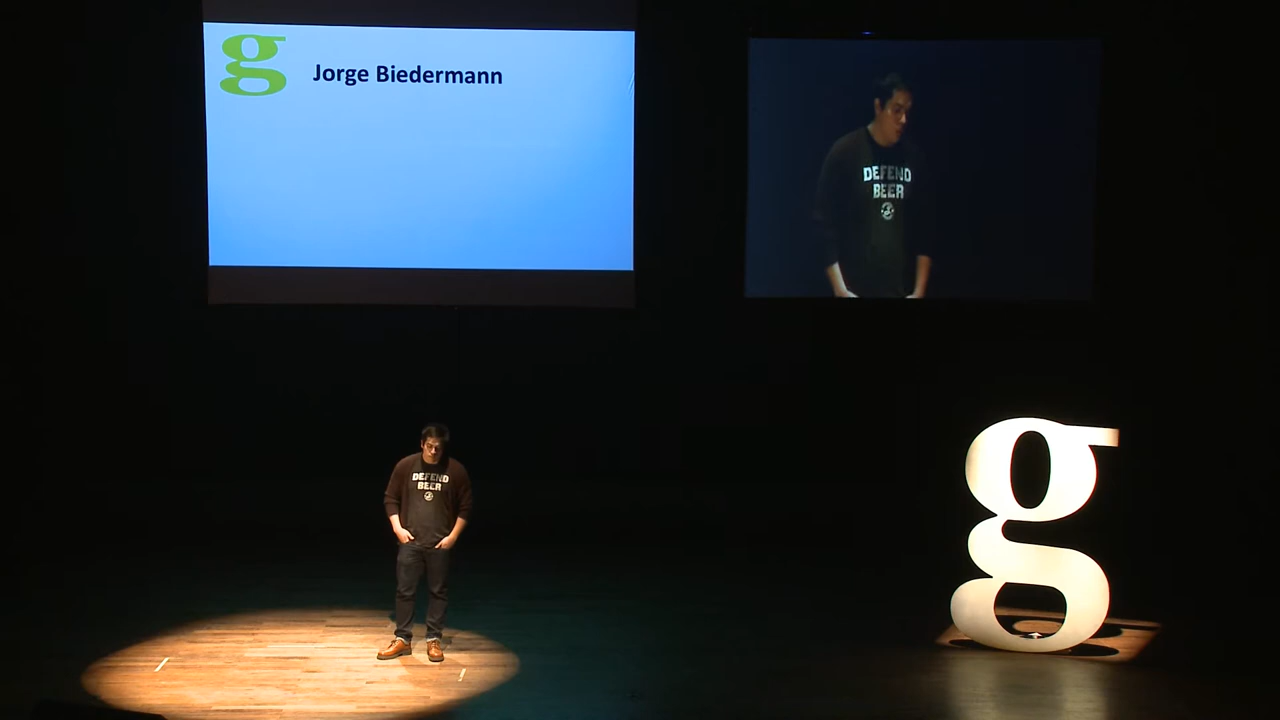 g
Jorge Biedermann
DEFEND
BEER
DEFEND
BEER
g